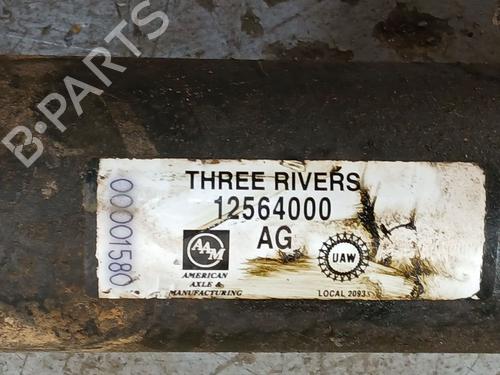 B-PARTS
00001580
THREE RIVERS
12564000
AG
AAM
AMERICAN
AXLE &
MANUFACTURING
UAW
LOCAL 2093